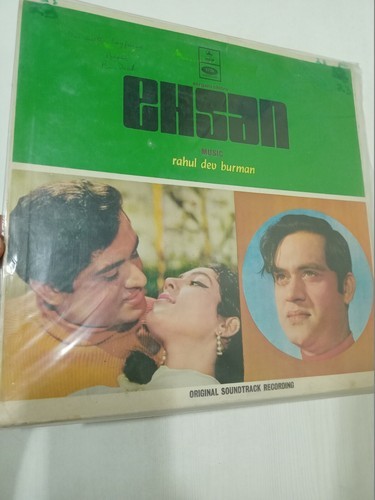 ehsan
MUSIC
rahul dev burman
ORIGINAL SOUNDTRACK RECORDING